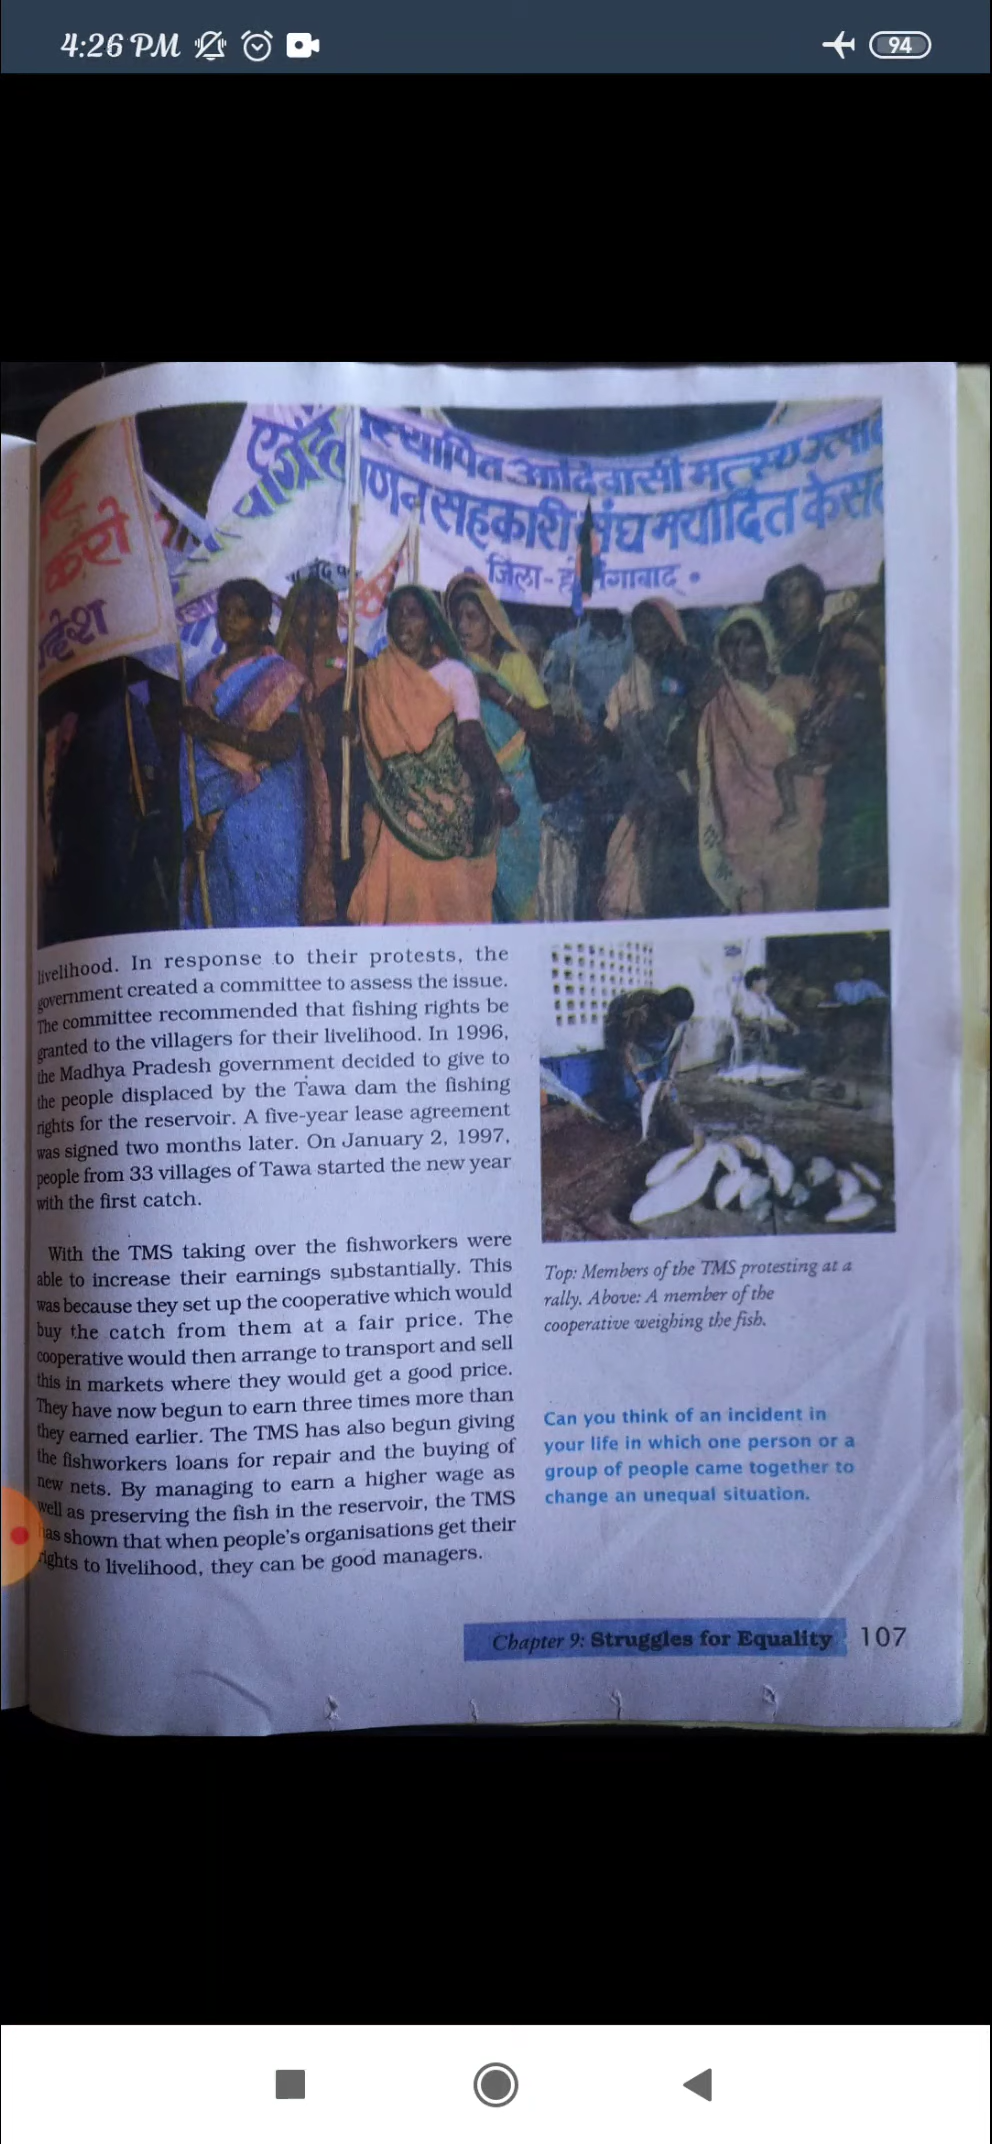 4:26 PM
94
करो
स्थापित आदिवासी मत्स्य
सहकारी संघ मर्यादित केस
जिला-
livelihood. In response to their protests, the
government created a committee to assess the issue.
The committee recommended that fishing rights be
granted to the villagers for their livelihood. In 1996,
the Madhya Pradesh government decided to give to
the people displaced by the Tawa dam the fishing
rights for the reservoir. A five-year lease agreement
was signed two months later. On January 2, 1997,
people from 33 villages of Tawa started the new year
with the first catch.
With the TMS taking over the fishworkers were
able to increase their earnings substantially. This
was because they set up the cooperative which would
buy the catch from them at a fair price. The
cooperative would then arrange to transport and sell
this in markets where they would get a good price.
They have now begun to earn three times more than
they earned earlier. The TMS has also begun giving
the fishworkers loans for repair and the buying of
new nets. By managing to earn a higher wage as
well as preserving the fish in the reservoir, the TMS
has shown that when people's organisations get their
rights to livelihood, they can be good managers.
Top: Members of the TMS protesting at a
rally. Above: A member of the
cooperative weighing the fish.
Can you think of an incident in
your life in which one person or a
group of people came together to
change an unequal situation.
Chapter 9: Struggles for Equality 107